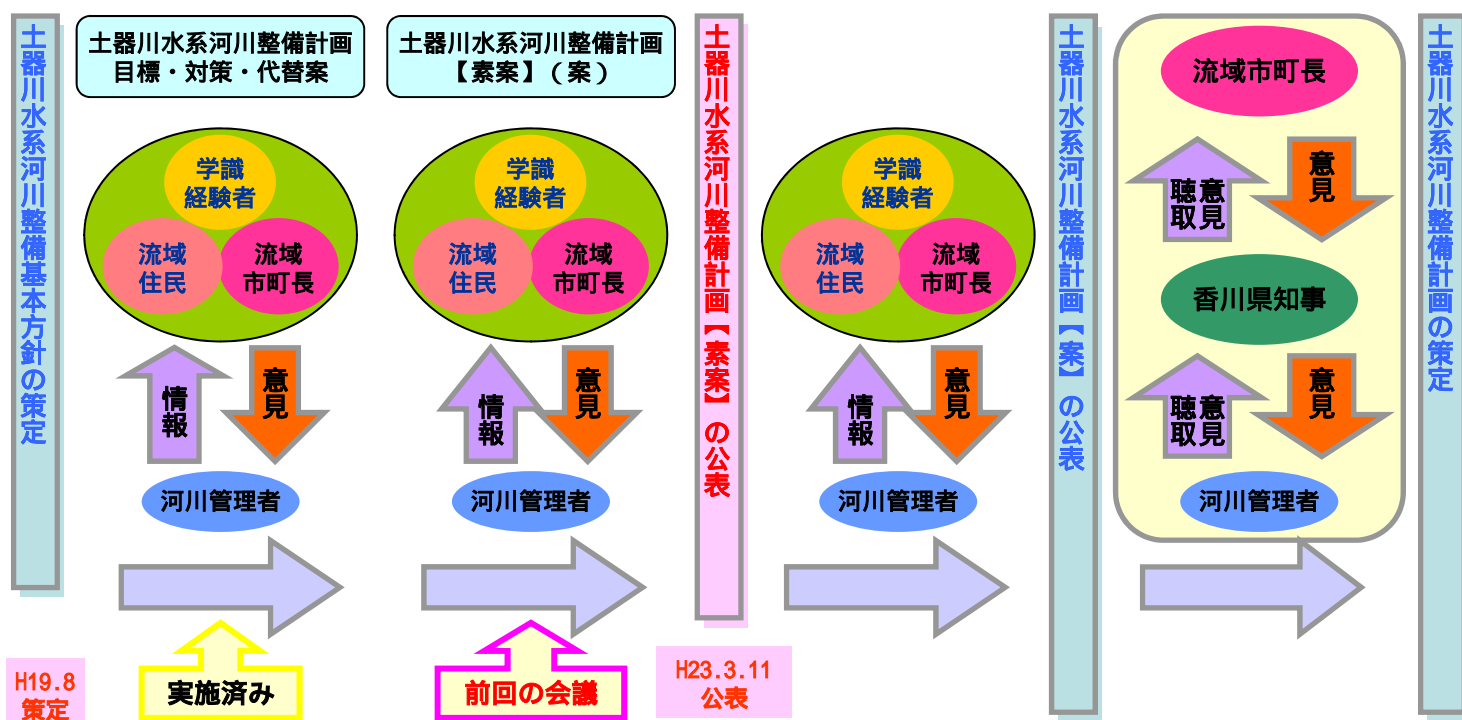 土器川水系河川整備基本方針の策定
H19.8
策定
土器川水系河川整備計画
目標・対策・代替案
学識
経験者
流域
住民
流域
市町長
情報
意見
河川管理者
実施済み
土器川水系河川整備計画
【素案】（案）
学識
経験者
流域
住民
流域
市町長
情報
意見
河川管理者
前回の会議
土器川水系河川整備計画【素案】の公表
H23.3.11
公表
学識
経験者
流域
住民
流域
市町長
情報
意見
河川管理者
土器川水系河川整備計画【案】の公表
流域市町長
意見
聴取
意見
香川県知事
意見
聴取
意見
河川管理者
土器川水系河川整備計画の策定